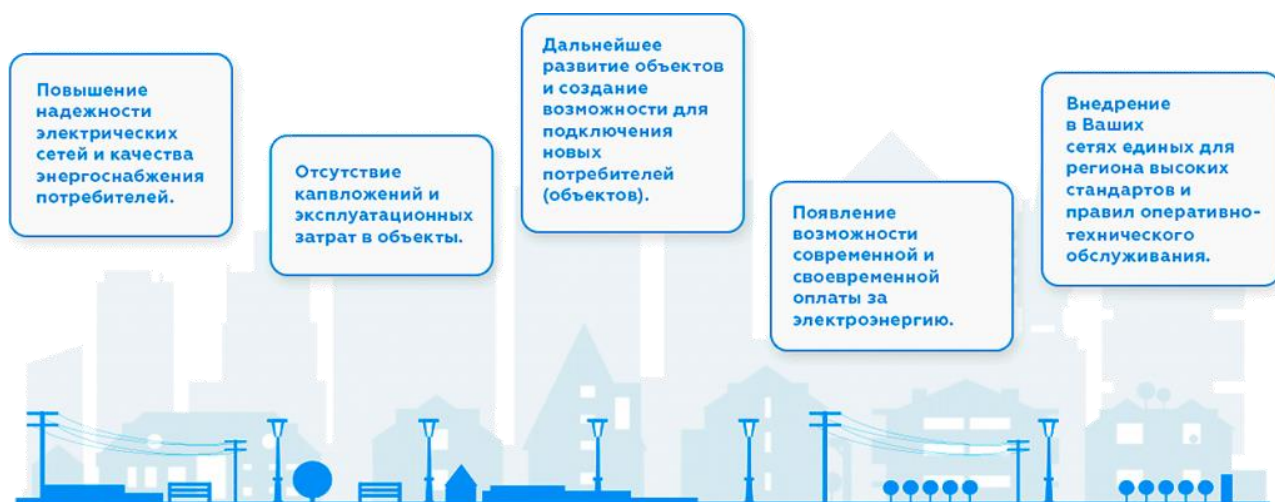 Повышение
надежности
электрических
сетей и качества
энергоснабжения
потребителей.
Отсутствие
капвложений и
эксплуатационных
затрат в объекты.
Дальнейшее
развитие объектов
и создание
возможности для
подключения
новых
потребителей
(объектов).
Появление
возможности
современной и
своевременной
оплаты за
электроэнергию.
Внедрение
в Ваших
сетях единых для
региона высоких
стандартов и
правил оперативно-
технического
обслуживания.